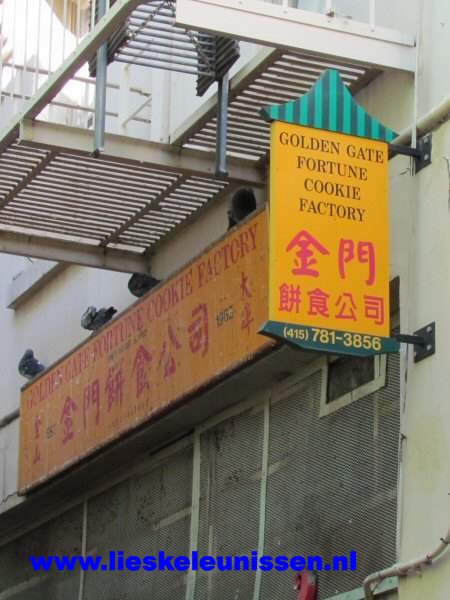 GOLDEN GATE
FORTUNE
COOKIE
FACTORY
金門
餅食公司
(415) 781-3856
GOLDEN GATE FORTUNE COOKIE FACTORY
金門餅食公司
www.lieskeleunissen.nl